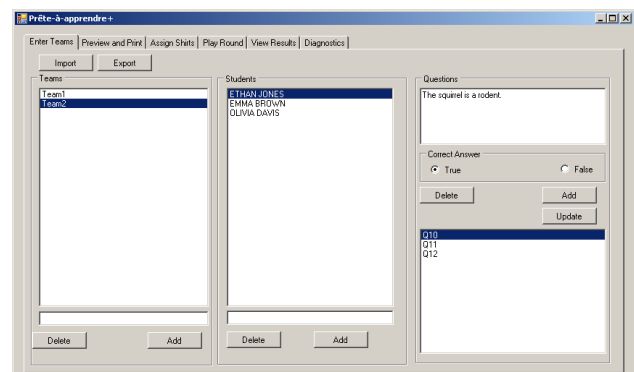 Prête-à-apprendre+
Enter Teams Preview and Print Assign Shirts Play Round View Results Diagnostics
Import Export
Teams
Team1
Team2
Delete Add
Students
ETHAN JONES
EMMA BROWN
OLIVIA DAVIS
Delete Add
Questions
The squirrel is a rodent.
Correct Answer
True False
Delete Add
Update
Q10
Q11
Q12